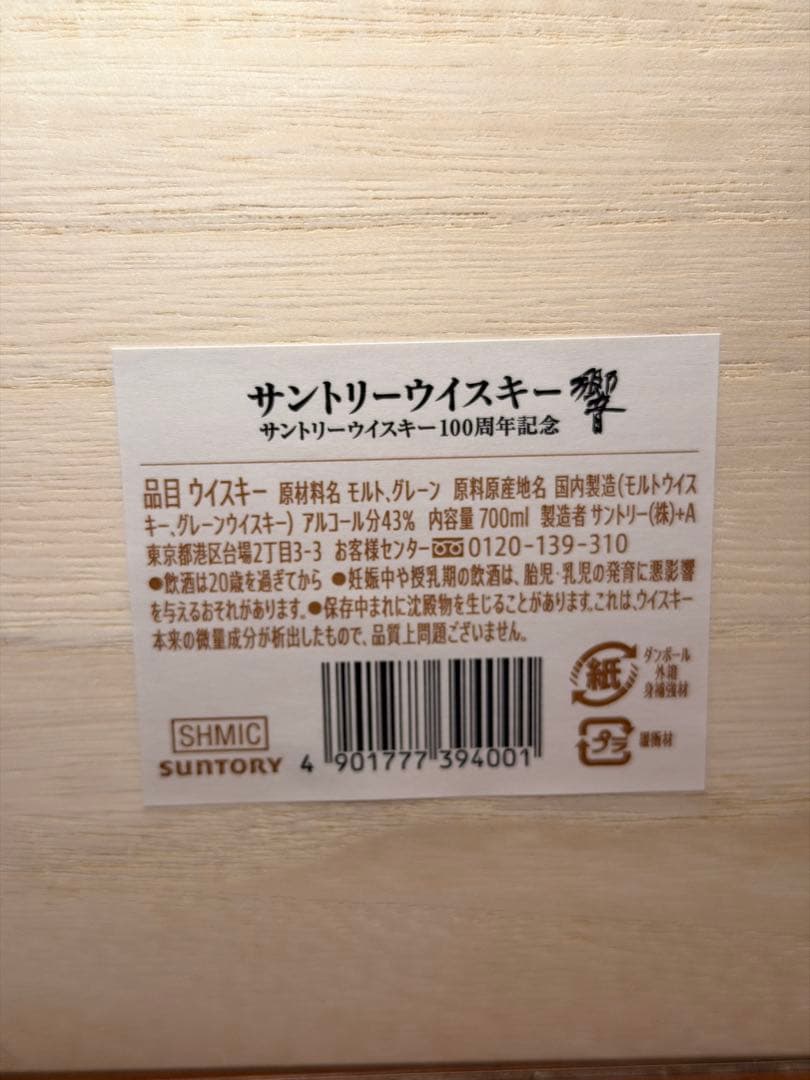 サントリーウイスキー 響
サントリーウイスキー100周年記念
品目 ウイスキー 原材料名 モルト、グレーン 原料原産地名 国内製造(モルトウイス
キー、グレーンウイスキー) アルコール分43% 内容量 700ml 製造者 サントリー(株)+A
東京都港区台場2丁目3-3 お客様センター 0120-139-310
●飲酒は20歳を過ぎてから ●妊娠中や授乳期の飲酒は、胎児・乳児の発育に悪影響
を与えるおそれがあります。●保存中まれに沈殿物を生じることがあります。これは、ウイスキー
本来の微量成分が析出したもので、品質上問題ございません。
紙
ダンボール
外箱
身補強材
プラ
緩衝材
SHMIC
SUNTORY
4 901777 394001